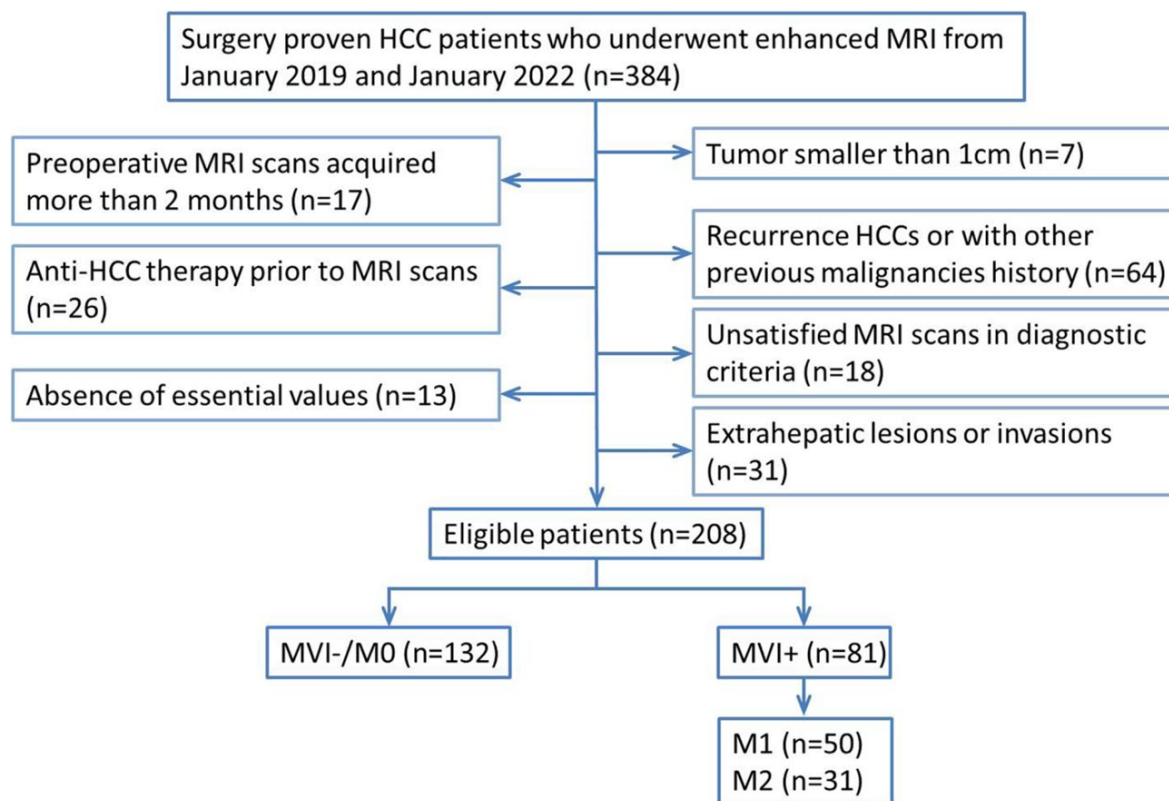 Surgery proven HCC patients who underwent enhanced MRI from
January 2019 and January 2022 (n=384)
Preoperative MRI scans acquired
more than 2 months (n=17)
Tumor smaller than 1cm (n=7)
Anti-HCC therapy prior to MRI scans
(n=26)
Recurrence HCCs or with other
previous malignancies history (n=64)
Absence of essential values (n=13)
Unsatisfied MRI scans in diagnostic
criteria (n=18)
Extrahepatic lesions or invasions
(n=31)
Eligible patients (n=208)
MVI-/M0 (n=132)
MVI+ (n=81)
M1 (n=50)
M2 (n=31)